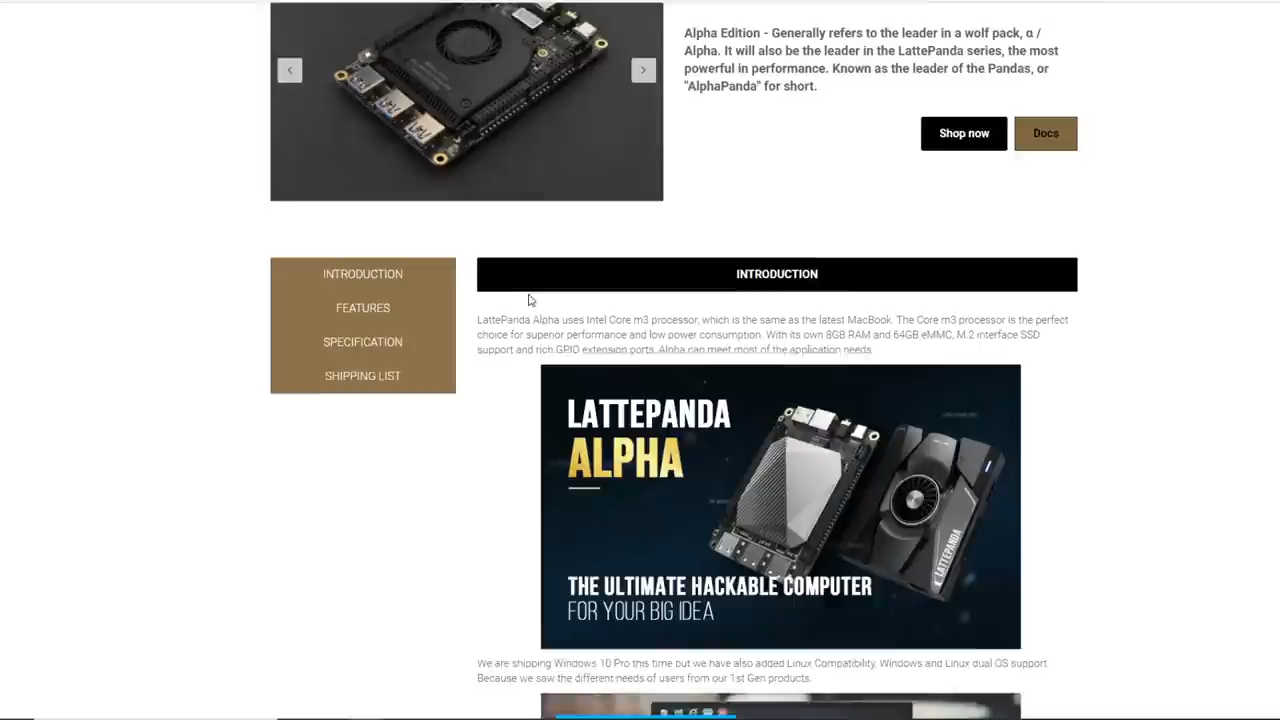 Alpha Edition - Generally refers to the leader in a wolf pack, α /
Alpha. It will also be the leader in the LattePanda series, the most
powerful in performance. Known as the leader of the Pandas, or
"AlphaPanda" for short.
Shop now
Docs
INTRODUCTION
FEATURES
SPECIFICATION
SHIPPING LIST
INTRODUCTION
LattePanda Alpha uses Intel Core m3 processor, which is the same as the latest MacBook. The Core m3 processor is the perfect
choice for superior performance and low power consumption. With its own 8GB RAM and 64GB eMMC, M.2 interface SSD
support and rich GPIO extension ports. Alpha can meet most of the application needs.
LATTEPANDA
ALPHA
LATTEPANDA
THE ULTIMATE HACKABLE COMPUTER
FOR YOUR BIG IDEA
We are shipping Windows 10 Pro this time but we have also added Linux Compatibility, Windows and Linux dual OS support.
Because we saw the different needs of users from our 1st Gen products.